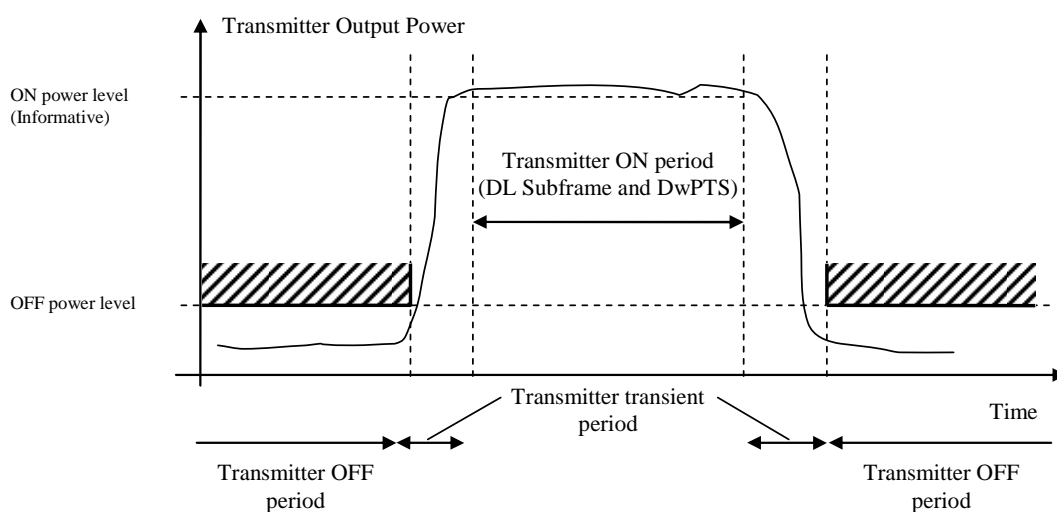 Transmitter Output Power
ON power level
(Informative)
Transmitter ON period
(DL Subframe and DwPTS)
OFF power level
Transmitter transient
period
Time
Transmitter OFF
period
Transmitter OFF
period